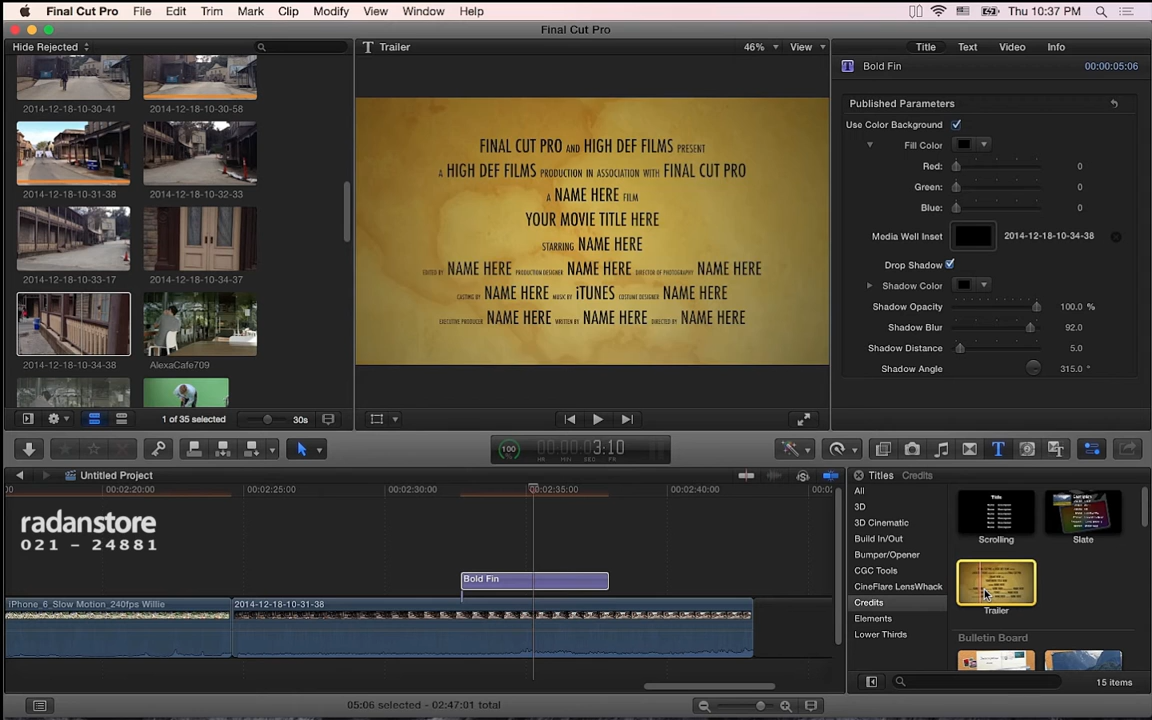 Final Cut Pro File Edit Trim Mark Clip Modify View Window Help Thu 10:37 PM
Final Cut Pro
Hide Rejected
2014-12-18-10-30-41 2014-12-18-10-30-58
2014-12-18-10-31-38 2014-12-18-10-32-33
2014-12-18-10-33-17 2014-12-18-10-34-37
2014-12-18-10-34-38 AlexaCafe709
1 of 35 selected 30s
Trailer 46% View
FINAL CUT PRO AND HIGH DEF FILMS PRESENT
A HIGH DEF FILMS PRODUCTION IN ASSOCIATION WITH FINAL CUT PRO
A NAME HERE FILM
YOUR MOVIE TITLE HERE
STARRING NAME HERE
EDITED BY NAME HERE PRODUCTION DESIGNER NAME HERE DIRECTOR OF PHOTOGRAPHY NAME HERE
CASTING BY NAME HERE MUSIC BY iTUNES COSTUME DESIGNER NAME HERE
EXECUTIVE PRODUCER NAME HERE WRITTEN BY NAME HERE DIRECTED BY NAME HERE
Title Text Video Info
Bold Fin 00:00:05:06
Published Parameters
Use Color Background
Fill Color
Red: 0
Green: 0
Blue: 0
Media Well Inset 2014-12-18-10-34-38
Drop Shadow
Shadow Color
Shadow Opacity 100.0 %
Shadow Blur 92.0
Shadow Distance 5.0
Shadow Angle 315.0 °
100 3:10
HR MIN SEC FR
Untitled Project
00:02:20:00 00:02:25:00 00:02:30:00 00:02:35:00 00:02:40:00
radanstore
021 - 24881
Bold Fin
iPhone_6_Slow Motion_240fps Willie 2014-12-18-10-31-38
05:06 selected - 02:47:01 total
Titles Credits
All
3D
3D Cinematic
Build In/Out
Bumper/Opener
CGC Tools
CineFlare LensWhack
Credits
Elements
Lower Thirds
Scrolling Slate
Trailer
Bulletin Board
15 items